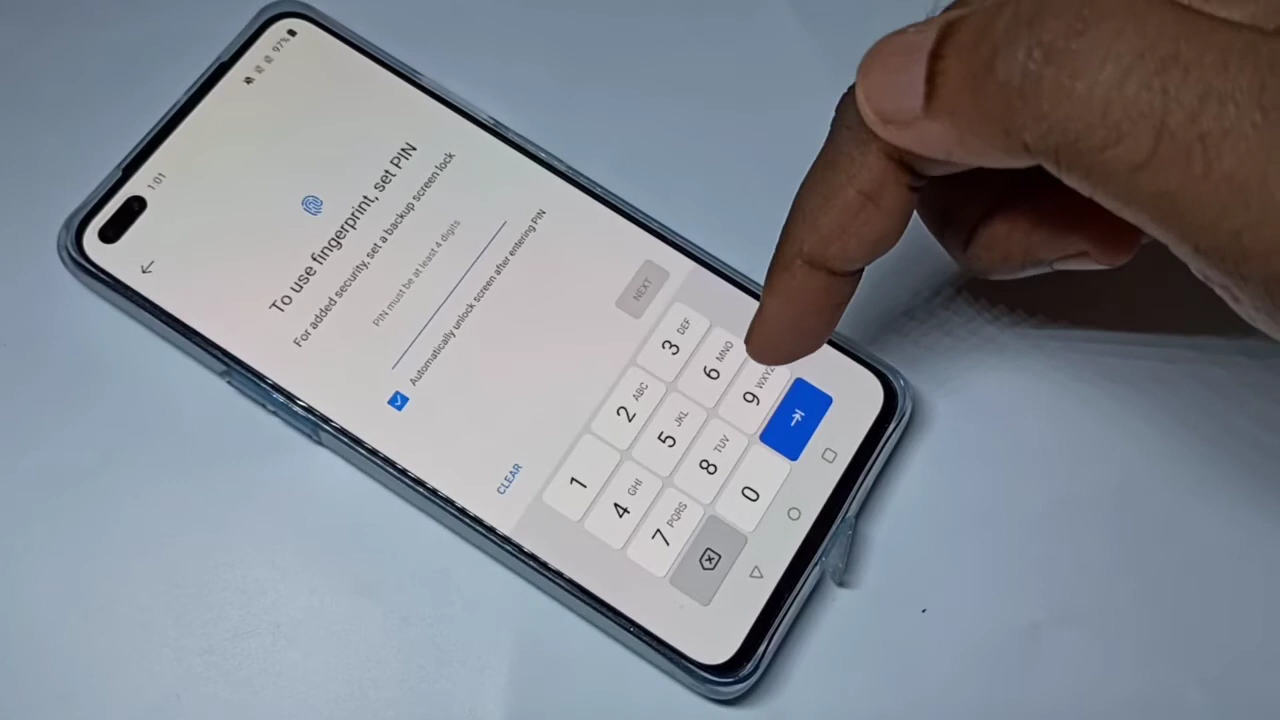 1:01
97%
To use fingerprint, set PIN
For added security, set a backup screen lock
PIN must be at least 4 digits
Automatically unlock screen after entering PIN
CLEAR
NEXT
1
2 ABC
3 DEF
4 GHI
5 JKL
6 MNO
7 PQRS
8 TUV
9 WXYZ
0